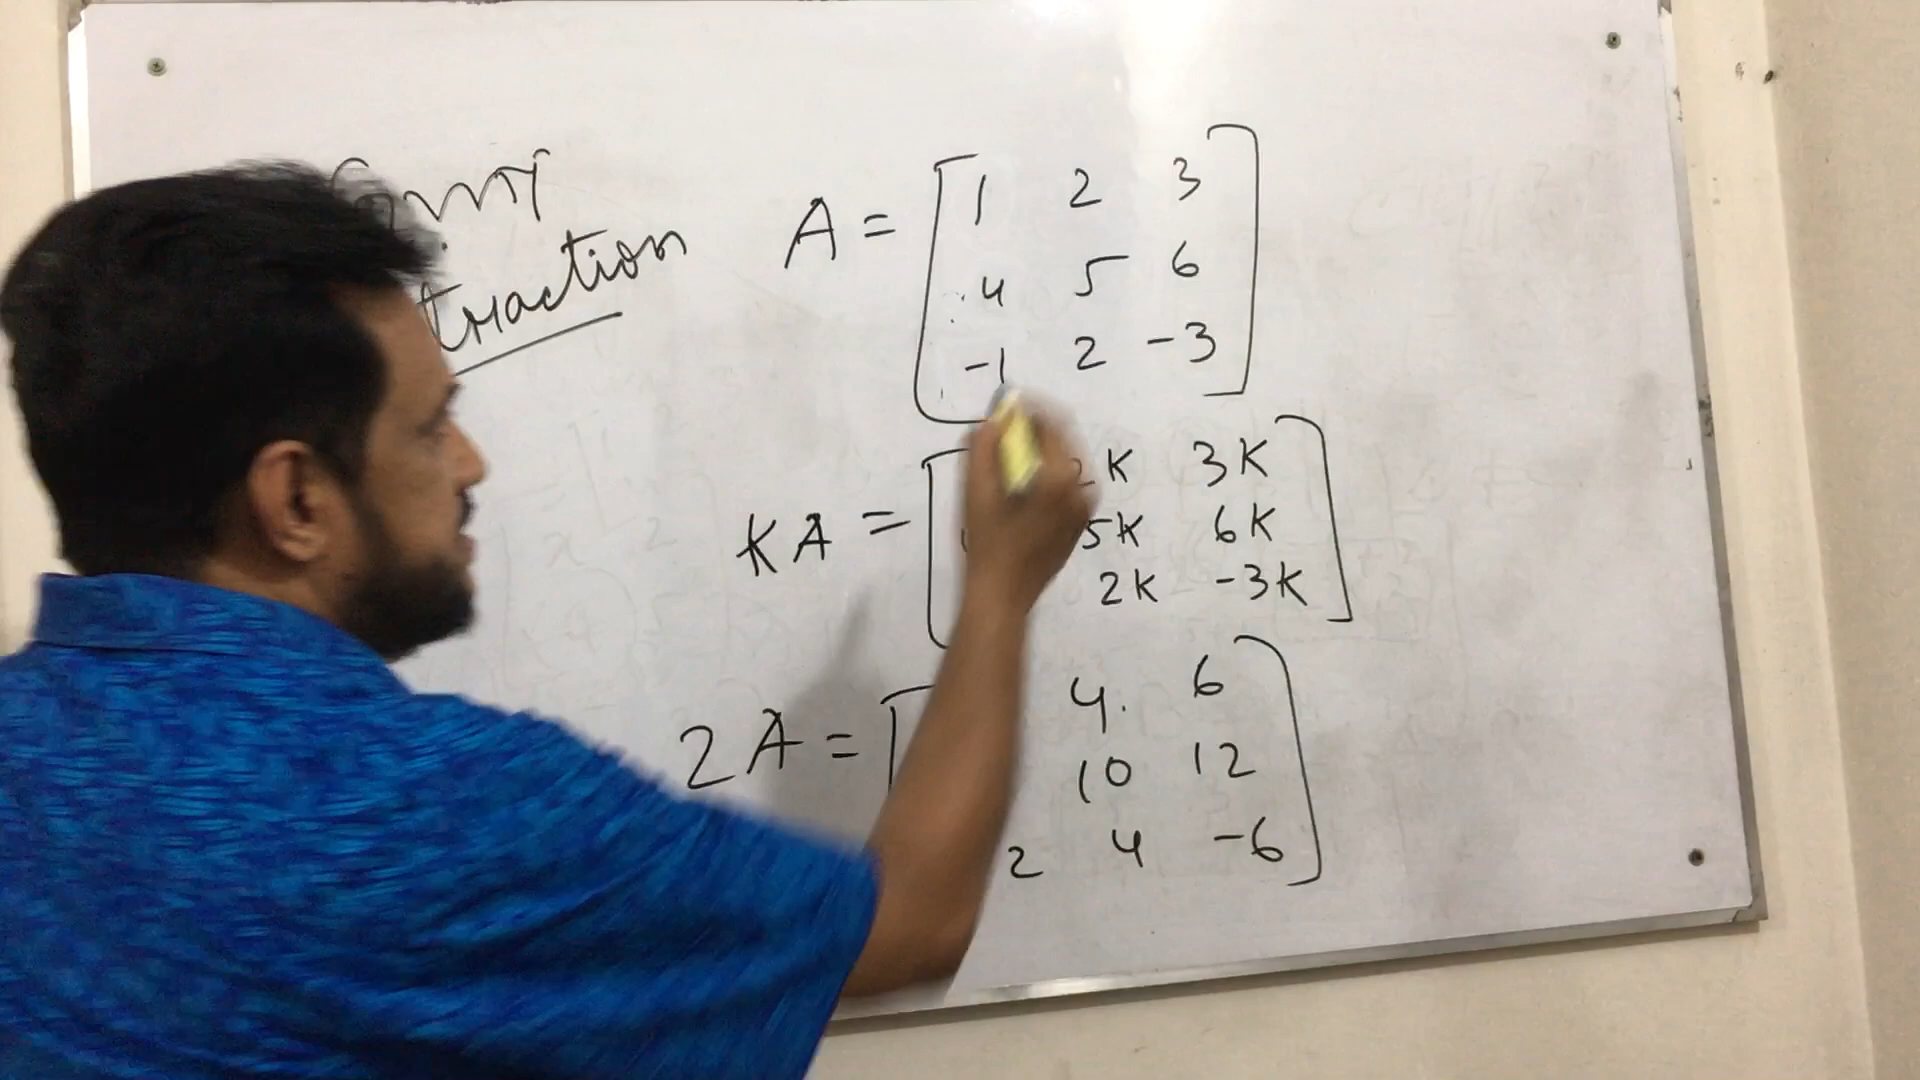 traction
A = [ 1 2 3
4 5 6
-1 2 -3 ]
KA = [ 2K 3K
5K 6K
2K -3K ]
2A = [ 4. 6
10 12
2 4 -6 ]